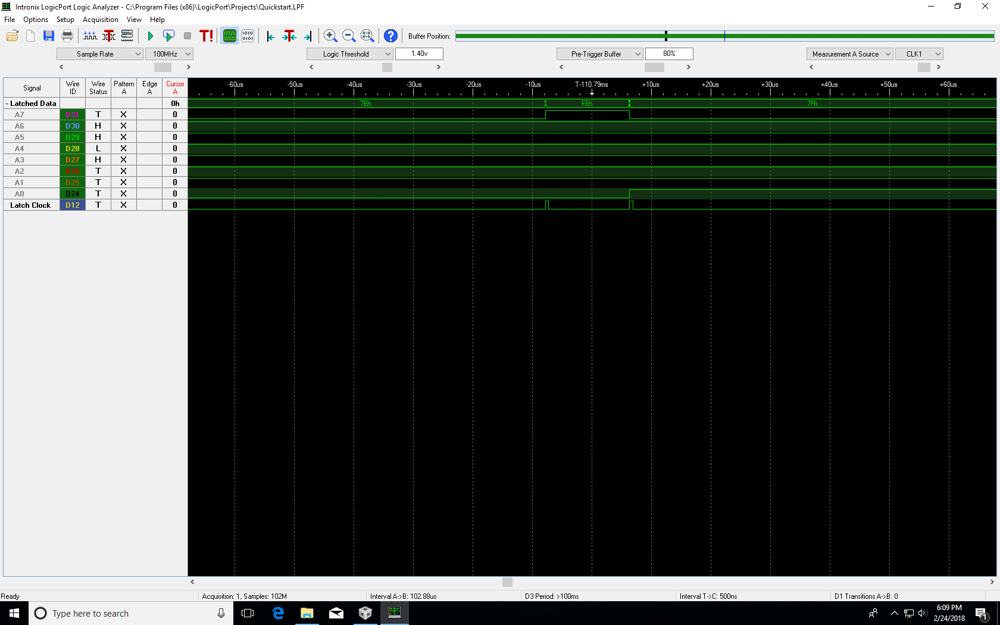 Intronix LogicPort Logic Analyzer - C:\Program Files (x86)\LogicPort\Projects\Quickstart.LPF
File Options Setup Acquisition View Help
T! 1010 0101 ? Buffer Position:
Sample Rate 100MHz Logic Threshold 1.40v Pre-Trigger Buffer 80% Measurement A Source CLK1
Signal Wire ID Wire Status Pattern A Edge A Cursor A -60us -50us -40us -30us -20us -10us T-110.79ms +10us +20us +30us +40us +50us +60us
- Latched Data 0h 7Eh FEh 7Fh
A7 D31 T X 0
A6 D30 H X 0
A5 D29 H X 0
A4 D28 L X 0
A3 D27 H X 0
A2 D26 T X 0
A1 D25 T X 0
A0 D24 T X 0
Latch Clock D12 T X 0
Ready Acquisition: 1, Samples: 102M Interval A->B: 102.88us D3 Period: >100ms Interval T->C: 500ns D1 Transitions A->B: 0
Type here to search
6:09 PM
2/24/2018
1